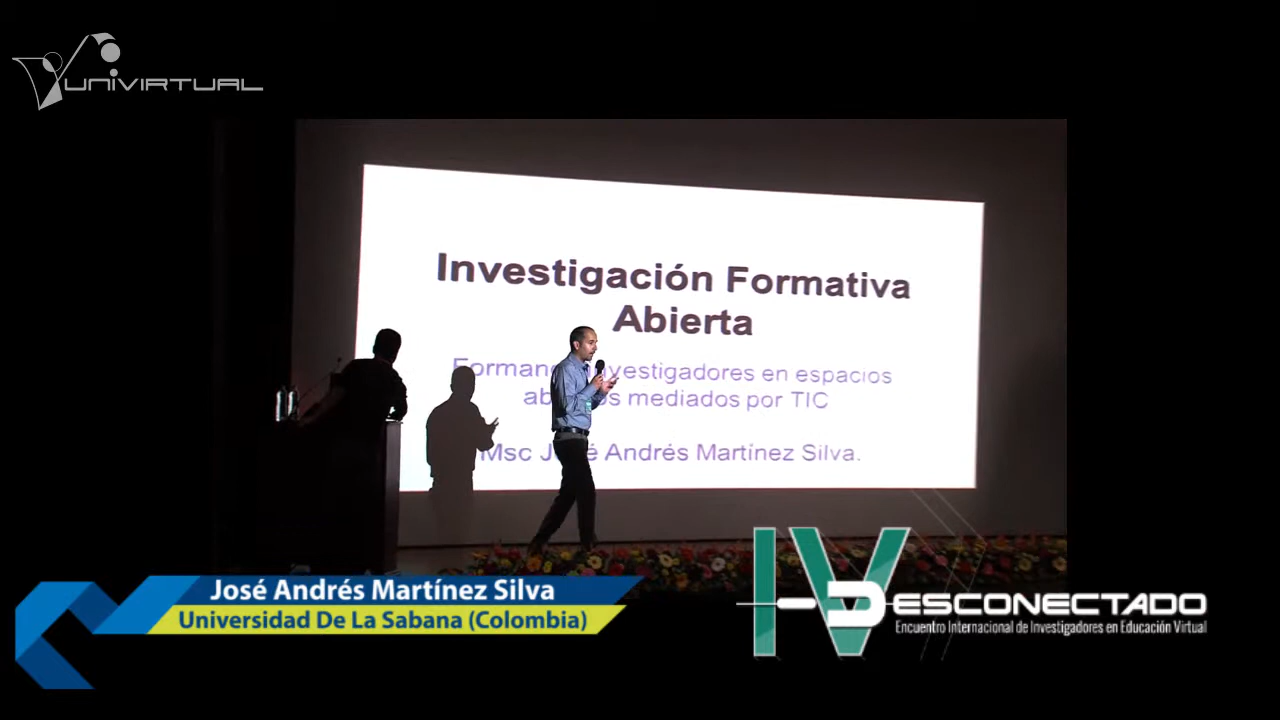 UNIVIRTUAL
Investigación Formativa
Abierta
investigadores en espacios
mediados por TIC
Msc José Andrés Martínez Silva.
José Andrés Martínez Silva
Universidad De La Sabana (Colombia)
IV DESCONECTADO
Encuentro Internacional de Investigadores en Educación Virtual